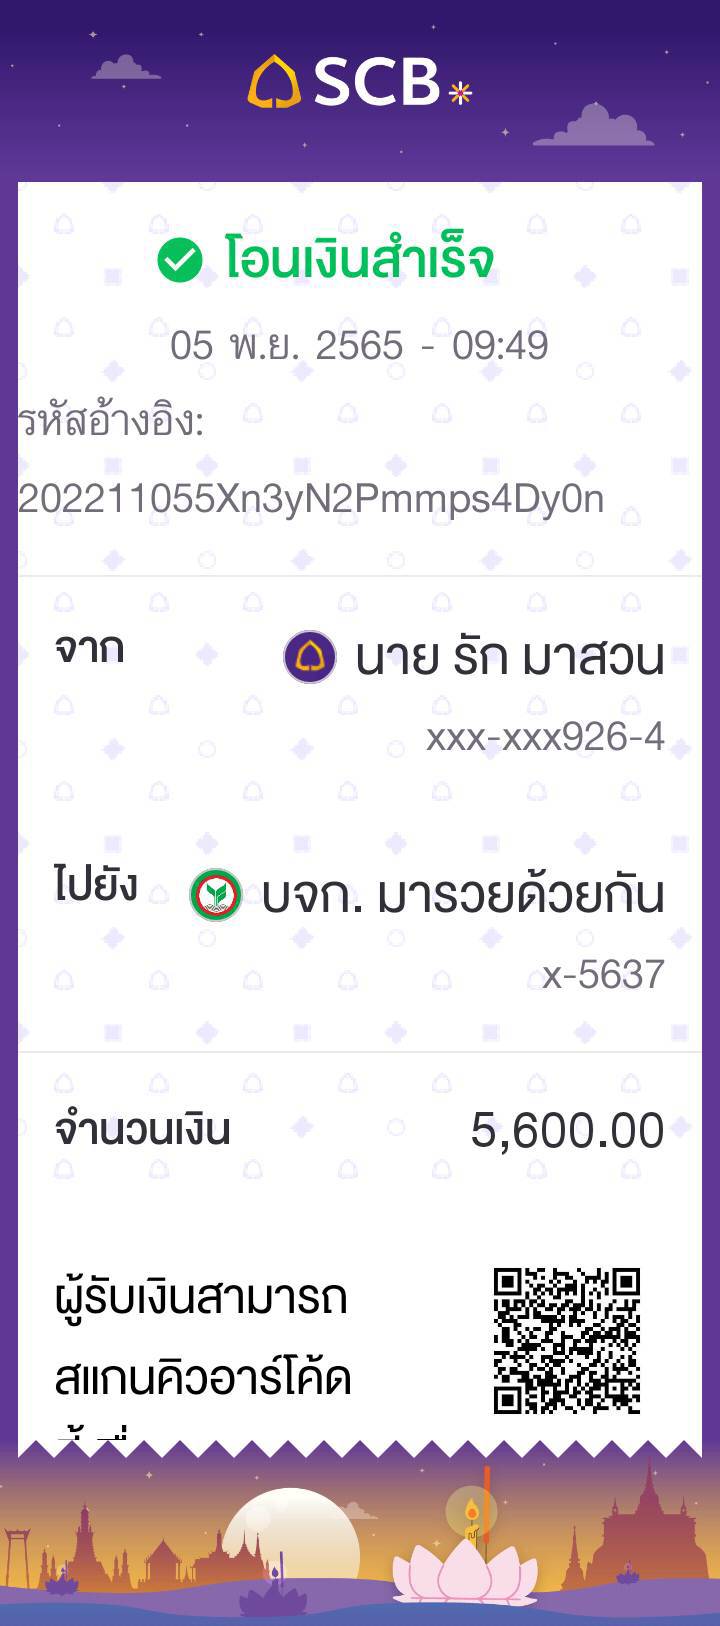 SCB
โอนเงินสำเร็จ
05 พ.ย. 2565 - 09:49
รหัสอ้างอิง:
202211055Xn3yN2Pmmps4Dy0n
จาก
นาย รัก มาสวน
xxx-xxx926-4
ไปยัง
บจก. มารวยด้วยกัน
x-5637
จำนวนเงิน
5,600.00
ผู้รับเงินสามารถ
สแกนคิวอาร์โค้ด